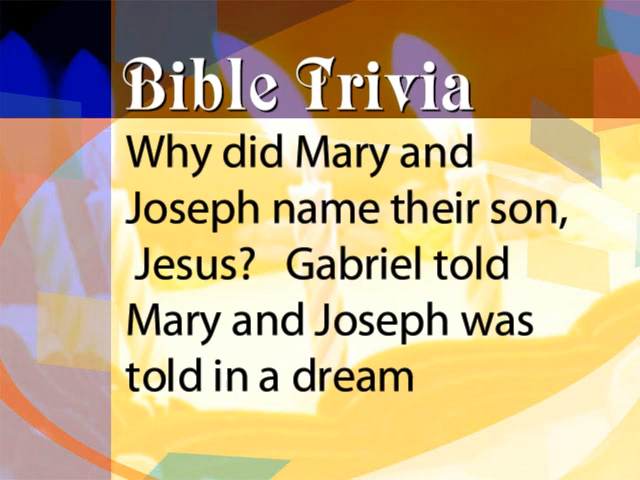 Bible Trivia
Why did Mary and
Joseph name their son,
Jesus?   Gabriel told
Mary and Joseph was
told in a dream